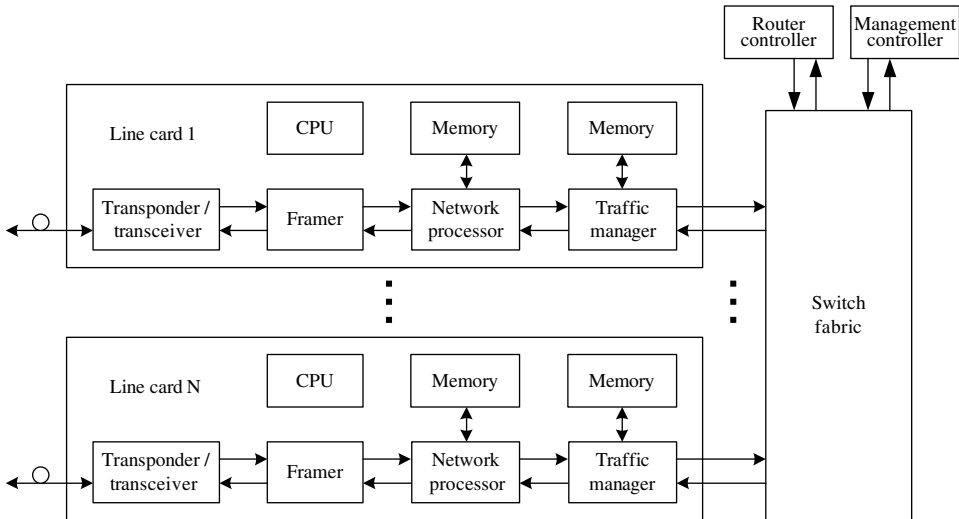 Router
controller
Management
controller
Line card 1
CPU
Memory
Memory
Transponder /
transceiver
Framer
Network
processor
Traffic
manager
Switch
fabric
Line card N
CPU
Memory
Memory
Transponder /
transceiver
Framer
Network
processor
Traffic
manager